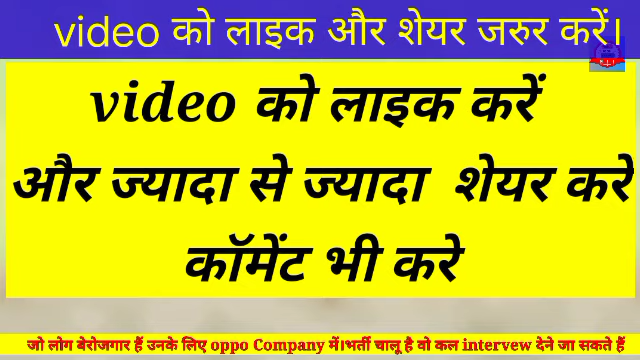 video को लाइक और शेयर जरुर करें।
video को लाइक करें
और ज्यादा से ज्यादा शेयर करे
कॉमेंट भी करे
जो लोग बेरोजगार हैं उनके लिए oppo Company में।भर्ती चालू है वो कल intervew देने जा सकते हैं